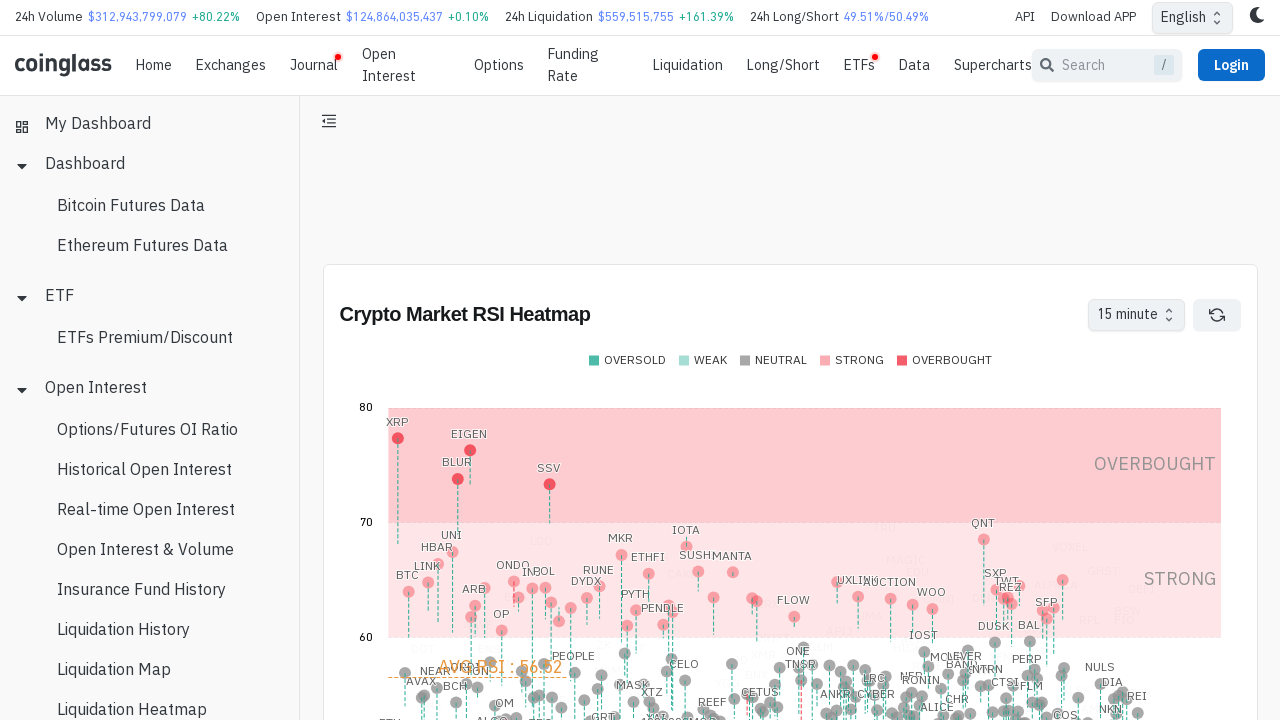 24h Volume $312,943,799,079 +80.22% Open Interest $124,864,035,437 +0.10% 24h Liquidation $559,515,755 +161.39% 24h Long/Short 49.51%/50.49% API Download APP English
coinglass Home Exchanges Journal Open Interest Options Funding Rate Liquidation Long/Short ETFs Data Supercharts Search / Login
My Dashboard
Dashboard
Bitcoin Futures Data
Ethereum Futures Data
ETF
ETFs Premium/Discount
Open Interest
Options/Futures OI Ratio
Historical Open Interest
Real-time Open Interest
Open Interest & Volume
Insurance Fund History
Liquidation History
Liquidation Map
Liquidation Heatmap
Crypto Market RSI Heatmap 15 minute
OVERSOLD WEAK NEUTRAL STRONG OVERBOUGHT
80
XRP
EIGEN
BLUR
SSV
OVERBOUGHT
70
QNT
UNI
HBAR
MKR
IOTA
ETHFI
SUSHI
MANTA
LINK
BTC
ONDO
POL
RUNE
DYDX
ARB
PYTH
PENDLE
OP
FLOW
AUCTION
WOO
SXP
TWT
REZ
SFP
STRONG
60
DUSK
BAL
IOST
PEOPLE
ONE
TNSR
CELO
LEVER
PERP
NULS
AVG RSI : 56.62
NEAR
TON
AVAX
BCH
MASK
XTZ
CETUS
REEF
ANKR
LRC
CYBER
RONIN
CHR
ALICE
CTSI
FLM
DIA
REI
NKN
COS
OM